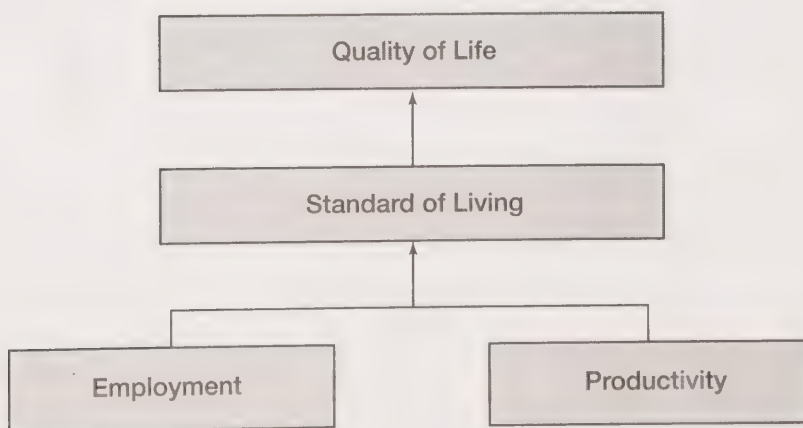 Quality of Life
Standard of Living
Employment
Productivity